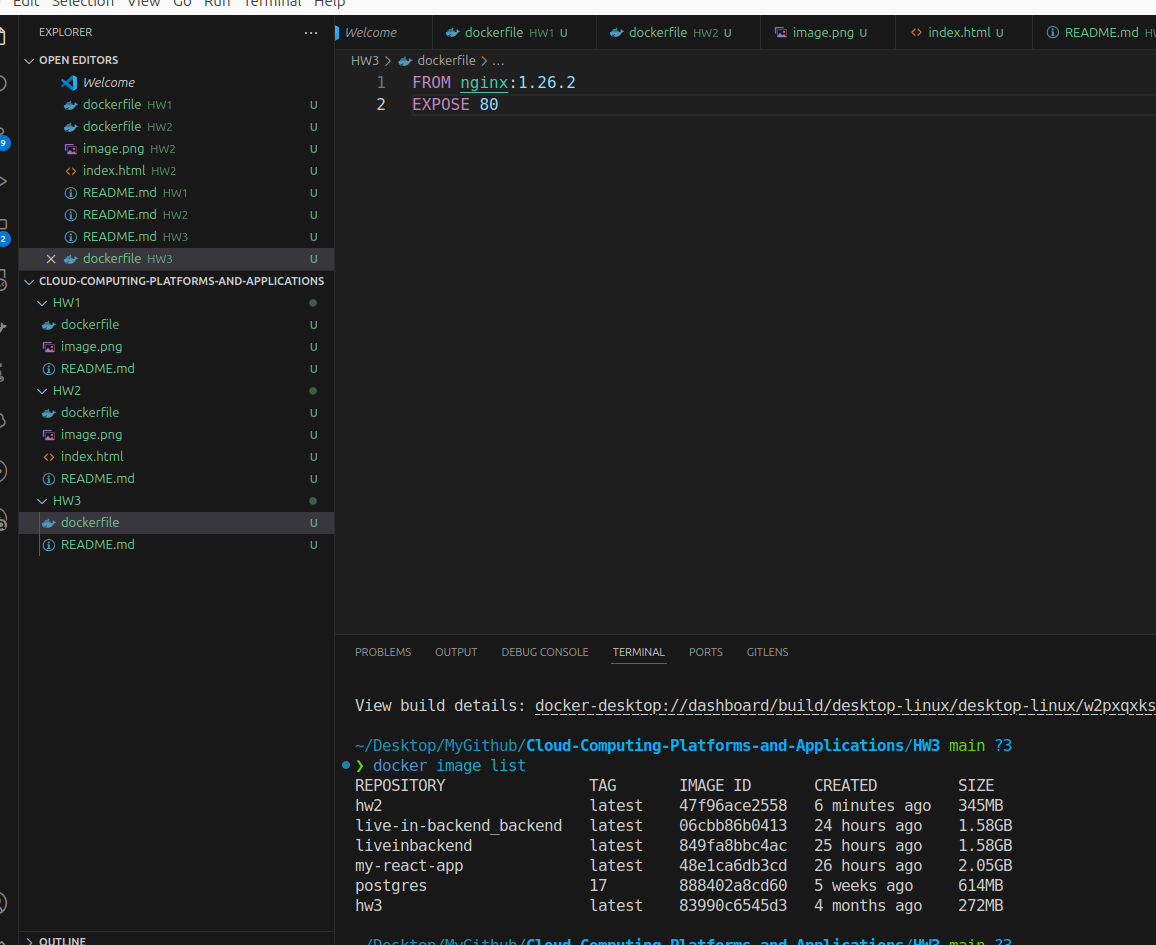 Edit Selection View Go Run Terminal Help
EXPLORER
OPEN EDITORS
Welcome
dockerfile HW1 U
dockerfile HW2 U
image.png HW2 U
index.html HW2 U
README.md HW1 U
README.md HW2 U
README.md HW3 U
dockerfile HW3 U
CLOUD-COMPUTING-PLATFORMS-AND-APPLICATIONS
HW1
dockerfile U
image.png U
README.md U
HW2
dockerfile U
image.png U
index.html U
README.md U
HW3
dockerfile U
README.md U
OUTLINE
9
2
Welcome dockerfile HW1 U dockerfile HW2 U image.png U index.html U README.md HW
HW3 > dockerfile > ...
1 FROM nginx:1.26.2
2 EXPOSE 80
PROBLEMS OUTPUT DEBUG CONSOLE TERMINAL PORTS GITLENS
View build details: docker-desktop://dashboard/build/desktop-linux/desktop-linux/w2pxqxks
~/Desktop/MyGithub/Cloud-Computing-Platforms-and-Applications/HW3 main ?3
❯ docker image list
REPOSITORY TAG IMAGE ID CREATED SIZE
hw2 latest 47f96ace2558 6 minutes ago 345MB
live-in-backend_backend latest 06cbb86b0413 24 hours ago 1.58GB
liveinbackend latest 849fa8bbc4ac 25 hours ago 1.58GB
my-react-app latest 48e1ca6db3cd 26 hours ago 2.05GB
postgres 17 888402a8cd60 5 weeks ago 614MB
hw3 latest 83990c6545d3 4 months ago 272MB
~/Desktop/MyGithub/Cloud-Computing-Platforms-and-Applications/HW3 main ?3